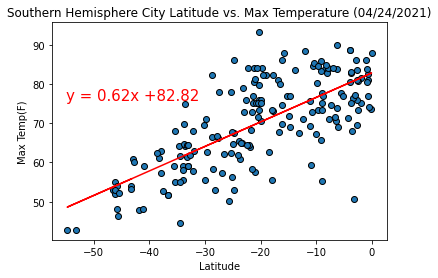 Southern Hemisphere City Latitude vs. Max Temperature (04/24/2021)
90
80
y = 0.62x +82.82
70
60
50
Max Temp(F)
−50
−40
−30
−20
−10
0
Latitude